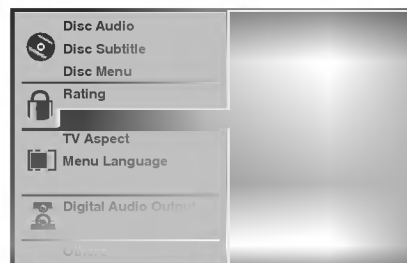 Disc Audio
Disc Subtitle
Disc Menu
Rating
TV Aspect
Menu Language
Digital Audio Output
Others